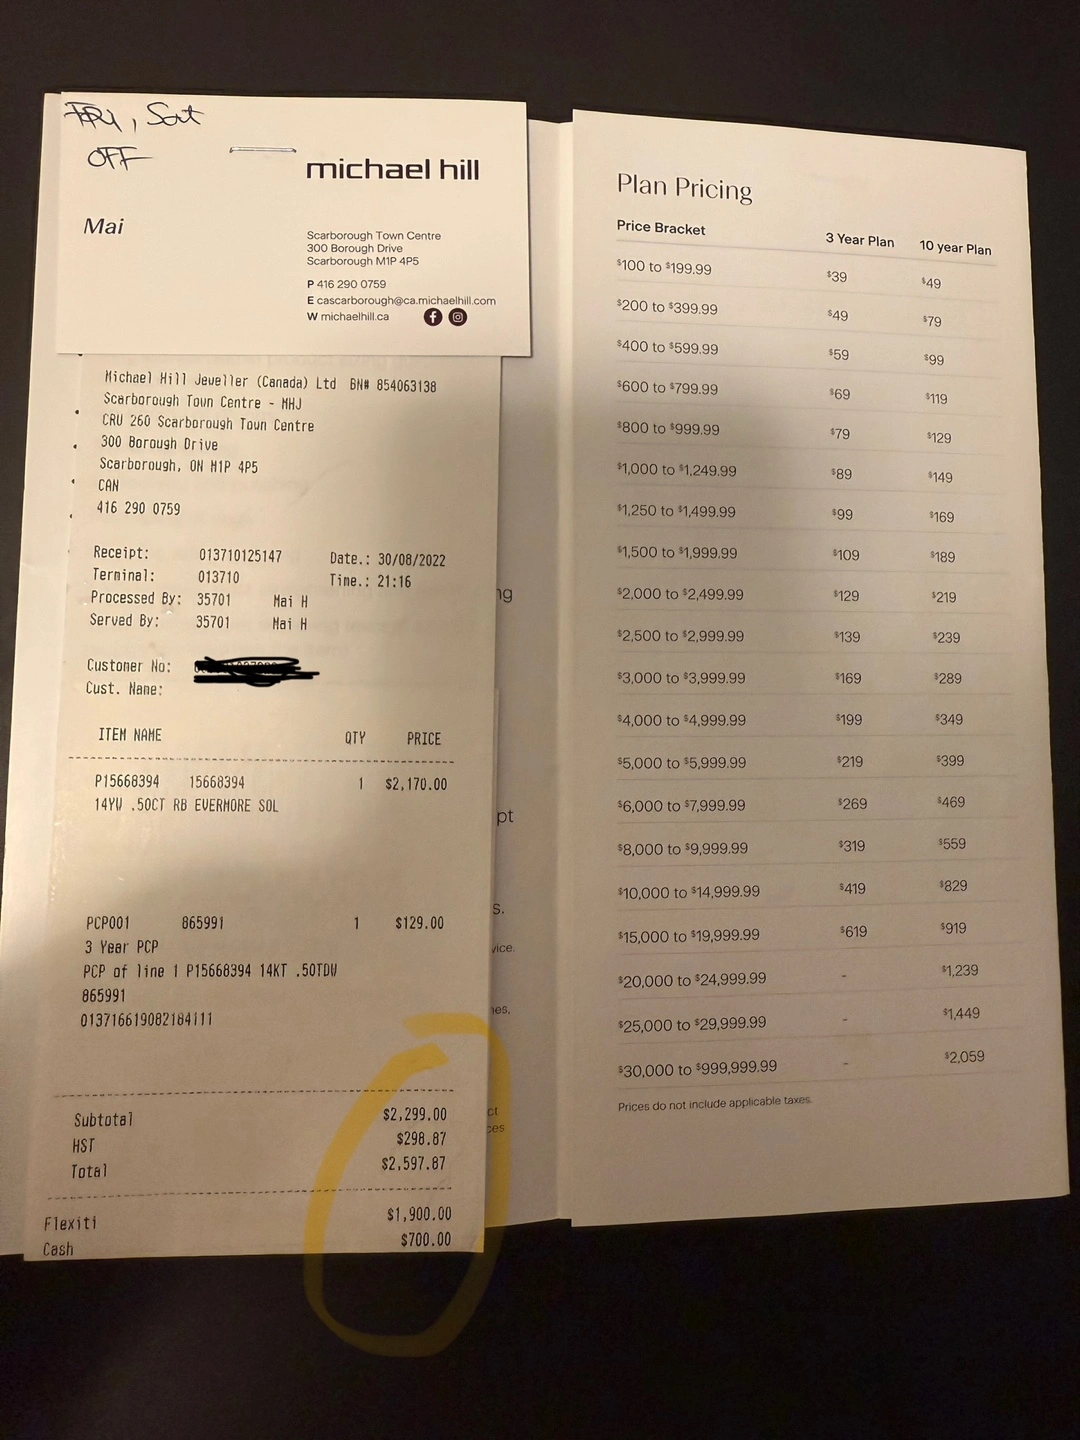 FRI, Sat
OFF
michael hill
Mai
Scarborough Town Centre
300 Borough Drive
Scarborough M1P 4P5
P 416 290 0759
E cascarborough@ca.michaelhill.com
W michaelhill.ca
Michael Hill Jeweller (Canada) Ltd BN# 854063138
Scarborough Town Centre - MHJ
CRU 260 Scarborough Town Centre
300 Borough Drive
Scarborough, ON M1P 4P5
CAN
416 290 0759
Receipt: 013710125147 Date.: 30/08/2022
Terminal: 013710 Time.: 21:16
Processed By: 35701 Mai H
Served By: 35701 Mai H
Customer No:
Cust. Name:
ITEM NAME QTY PRICE
P15668394 15668394 1 $2,170.00
14YW .50CT RB EVERMORE SOL
PCP001 865991 1 $129.00
3 Year PCP
PCP of line 1 P15668394 14KT .50TDW
865991
013716619082184111
Subtotal $2,299.00
HST $298.87
Total $2,597.87
Flexiti $1,900.00
Cash $700.00
ng
pt
s.
vice.
nes,
ct
ces
Plan Pricing
Price Bracket 3 Year Plan 10 year Plan
$100 to $199.99 $39 $49
$200 to $399.99 $49 $79
$400 to $599.99 $59 $99
$600 to $799.99 $69 $119
$800 to $999.99 $79 $129
$1,000 to $1,249.99 $89 $149
$1,250 to $1,499.99 $99 $169
$1,500 to $1,999.99 $109 $189
$2,000 to $2,499.99 $129 $219
$2,500 to $2,999.99 $139 $239
$3,000 to $3,999.99 $169 $289
$4,000 to $4,999.99 $199 $349
$5,000 to $5,999.99 $219 $399
$6,000 to $7,999.99 $269 $469
$8,000 to $9,999.99 $319 $559
$10,000 to $14,999.99 $419 $829
$15,000 to $19,999.99 $619 $919
$20,000 to $24,999.99 - $1,239
$25,000 to $29,999.99 - $1,449
$30,000 to $999,999.99 - $2,059
Prices do not include applicable taxes.